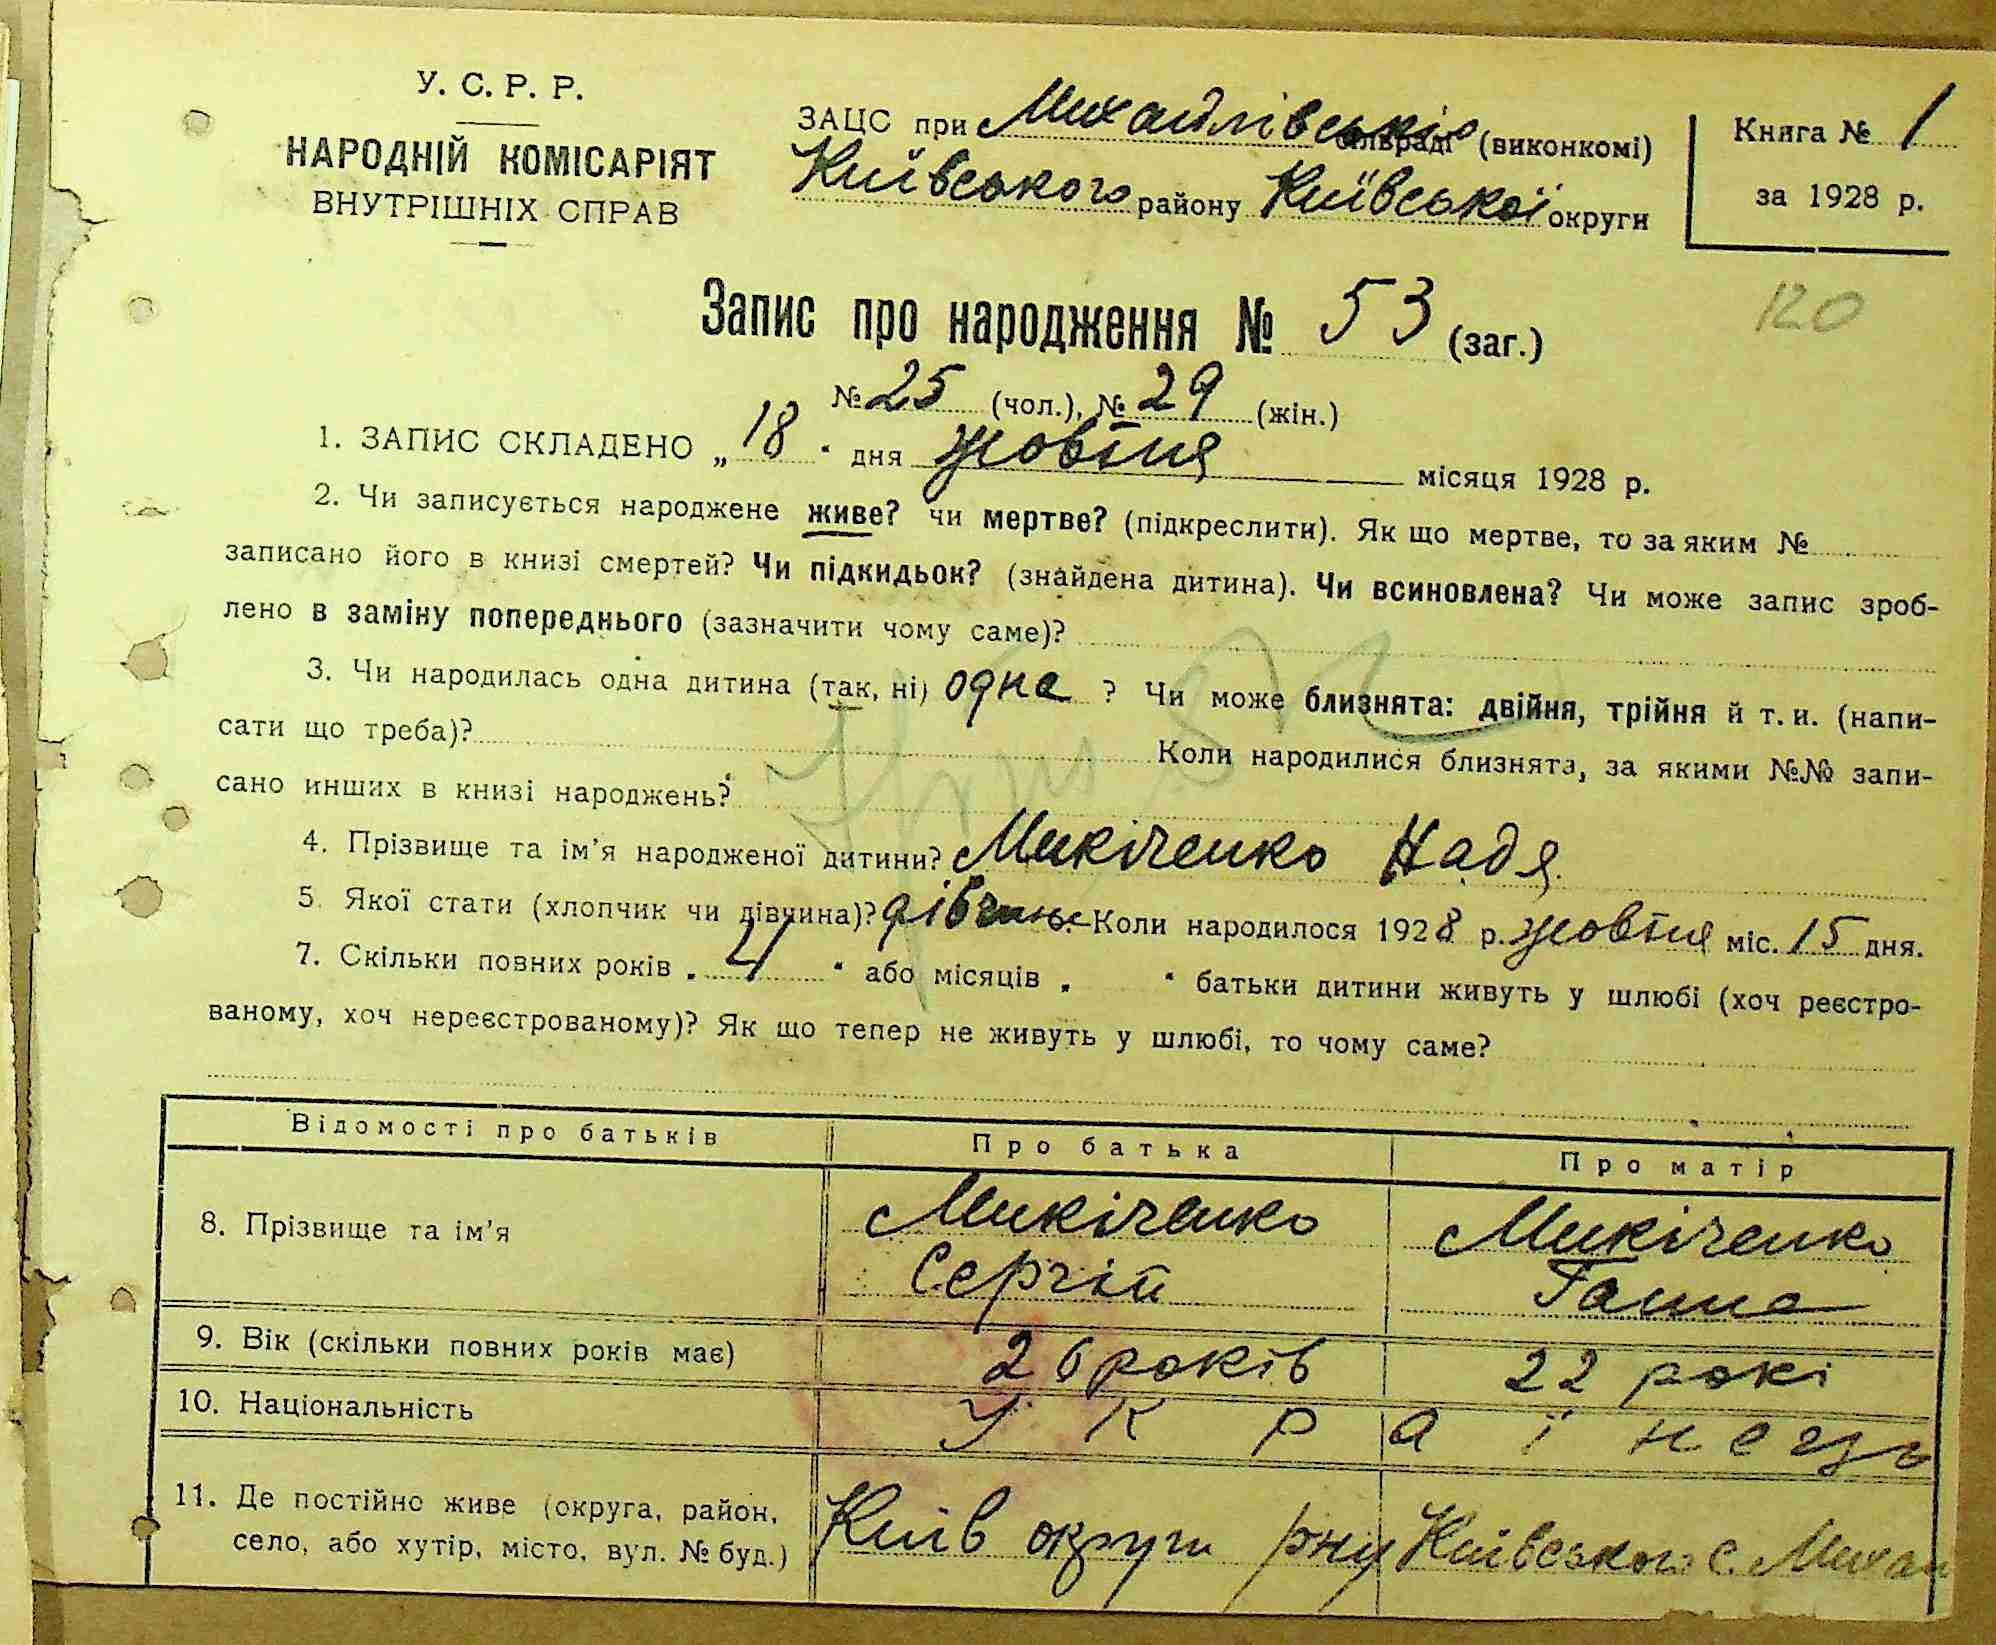 У. С. Р. Р.
НАРОДНІЙ КОМІСАРІЯТ
ВНУТРІШНІХ СПРАВ
ЗАЦС при Михайлівській сільраді (виконкомі)
Київського району Київської округи
Книга № 1
за 1928 р.
120
Запис про народження № 53 (заг.)
№ 25 (чол.), № 29 (жін.)
1. ЗАПИС СКЛАДЕНО „ 18 “ дня жовтня місяця 1928 р.
2. Чи записується народжене живе? чи мертве? (підкреслити). Як що мертве, то за яким №
записано його в книзі смертей? Чи підкидьок? (знайдена дитина). Чи всиновлена? Чи може запис зроб-
лено в заміну попереднього (зазначити чому саме)?
3. Чи народилась одна дитина (так, ні) одна ? Чи може близнята: двійня, трійня й т. и. (напи-
сати що треба)? Коли народилися близнята, за якими №№ запи-
сано инших в книзі народжень?
4. Прізвище та ім’я народженої дитини? Микіченко Надя
5. Якої стати (хлопчик чи дівчина)? дівчина 6.—Коли народилося 1928 р. жовтня міс. 15 дня.
7. Скільки повних років „ 4 “ або місяців „ “ батьки дитини живуть у шлюбі (хоч реєстро-
ваному, хоч нереєстрованому)? Як що тепер не живуть у шлюбі, то чому саме?
Відомості про батьків Про батька Про матір
8. Прізвище та ім’я Микіченко Сергій Микіченко Ганна
9. Вік (скільки повних років має) 26 років 22 рокі
10. Національність Українець
11. Де постійно живе (округа, район,
село, або хутір, місто, вул. № буд.) Київ округи рну Київського с. Михай